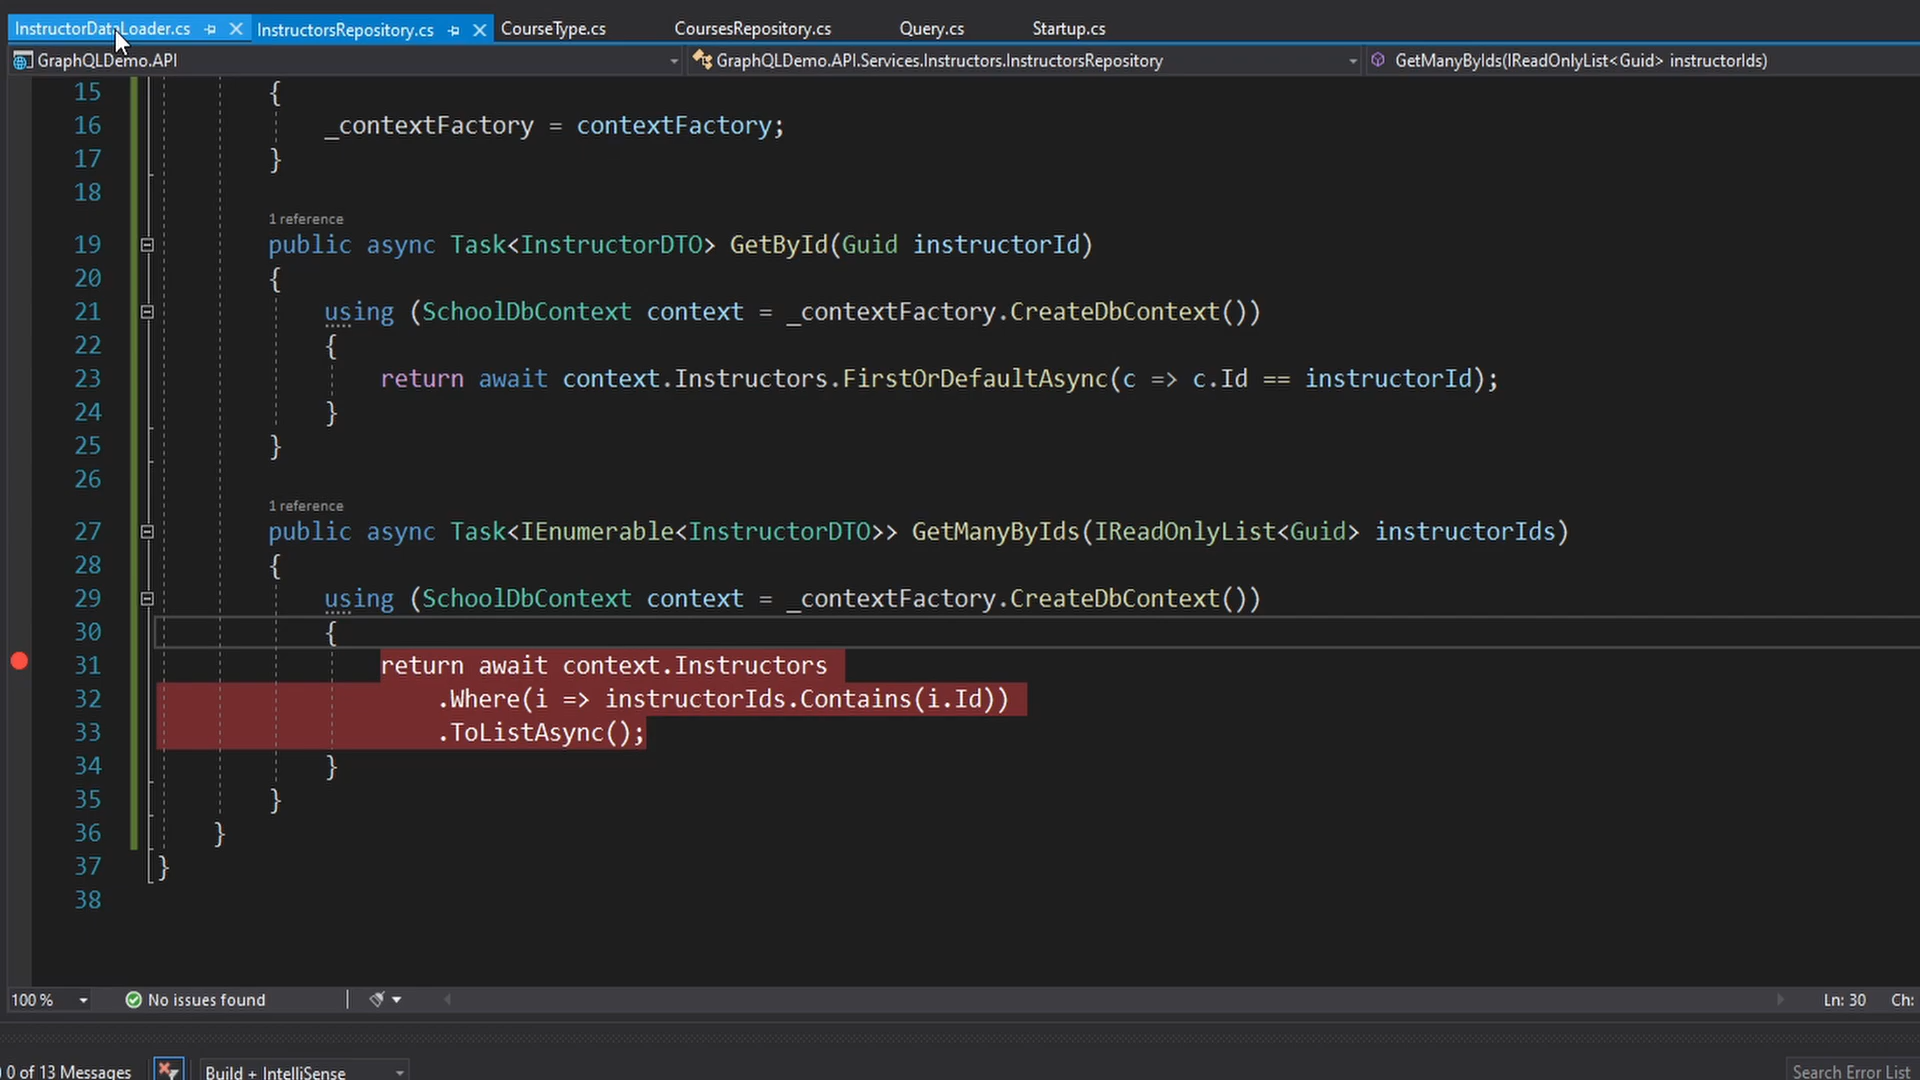 InstructorDataLoader.cs InstructorsRepository.cs CourseType.cs CoursesRepository.cs Query.cs Startup.cs
GraphQLDemo.API GraphQLDemo.API.Services.Instructors.InstructorsRepository GetManyByIds(IReadOnlyList<Guid> instructorIds)
15 {
16 _contextFactory = contextFactory;
17 }
18
1 reference
19 public async Task<InstructorDTO> GetById(Guid instructorId)
20 {
21 using (SchoolDbContext context = _contextFactory.CreateDbContext())
22 {
23 return await context.Instructors.FirstOrDefaultAsync(c => c.Id == instructorId);
24 }
25 }
26
1 reference
27 public async Task<IEnumerable<InstructorDTO>> GetManyByIds(IReadOnlyList<Guid> instructorIds)
28 {
29 using (SchoolDbContext context = _contextFactory.CreateDbContext())
30 {
31 return await context.Instructors
32 .Where(i => instructorIds.Contains(i.Id))
33 .ToListAsync();
34 }
35 }
36 }
37 }
38
100 % No issues found Ln: 30 Ch:
0 of 13 Messages Build + IntelliSense Search Error List